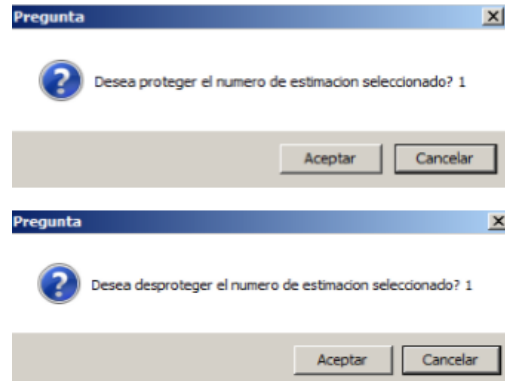 Pregunta
Desea proteger el numero de estimacion seleccionado? 1
Aceptar Cancelar
Pregunta
Desea desproteger el numero de estimacion seleccionado? 1
Aceptar Cancelar